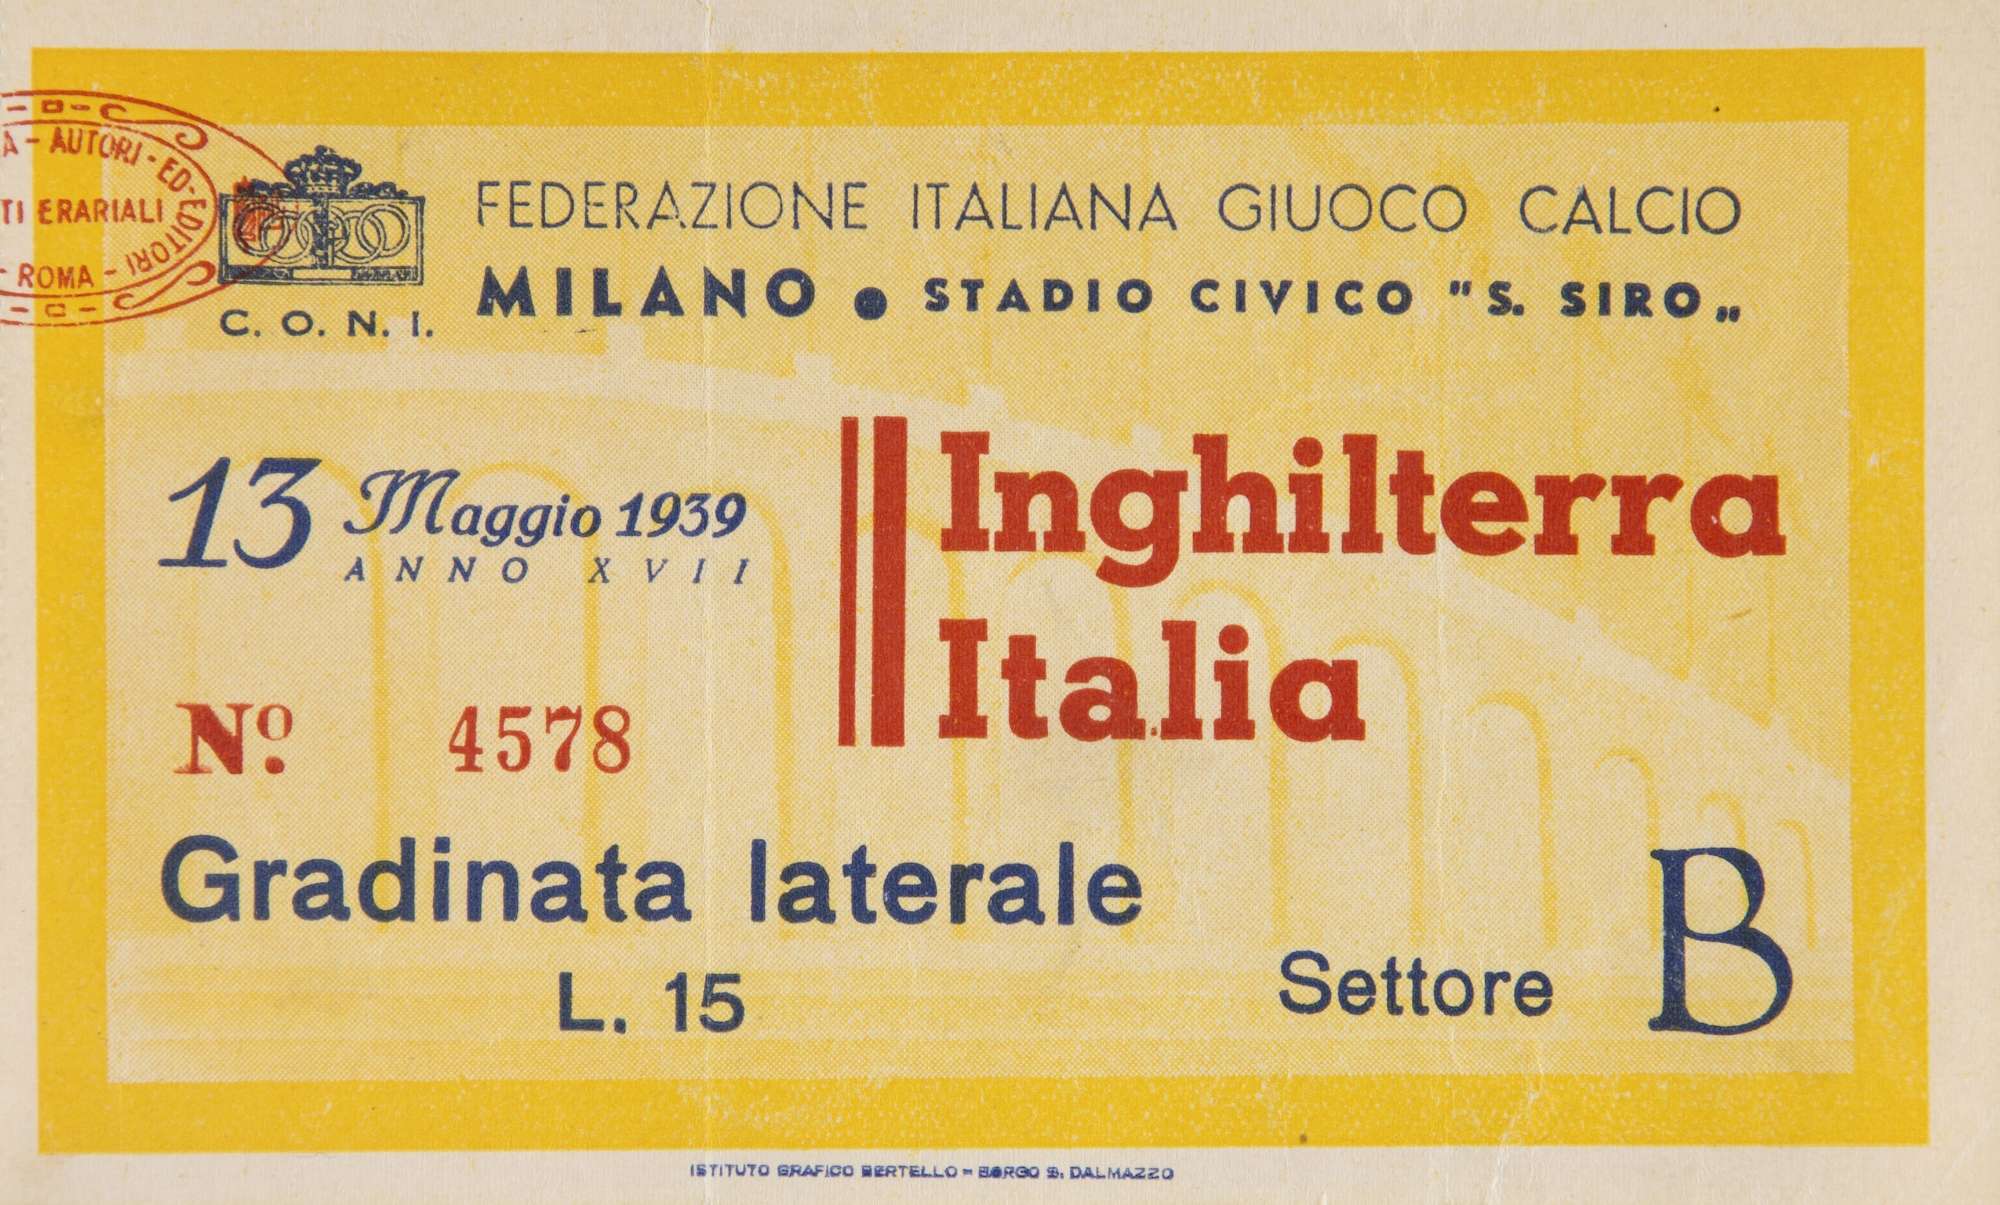 A - AUTORI - ED - EDITORI
TI ERARIALI
- ROMA -
C. O. N. I.
FEDERAZIONE ITALIANA GIUOCO CALCIO
MILANO ● STADIO CIVICO "S. SIRO„
13 Maggio 1939
ANNO XVII
Inghilterra
Italia
Nº. 4578
Gradinata laterale
L. 15
Settore B
ISTITUTO GRAFICO BERTELLO - BORGO S. DALMAZZO